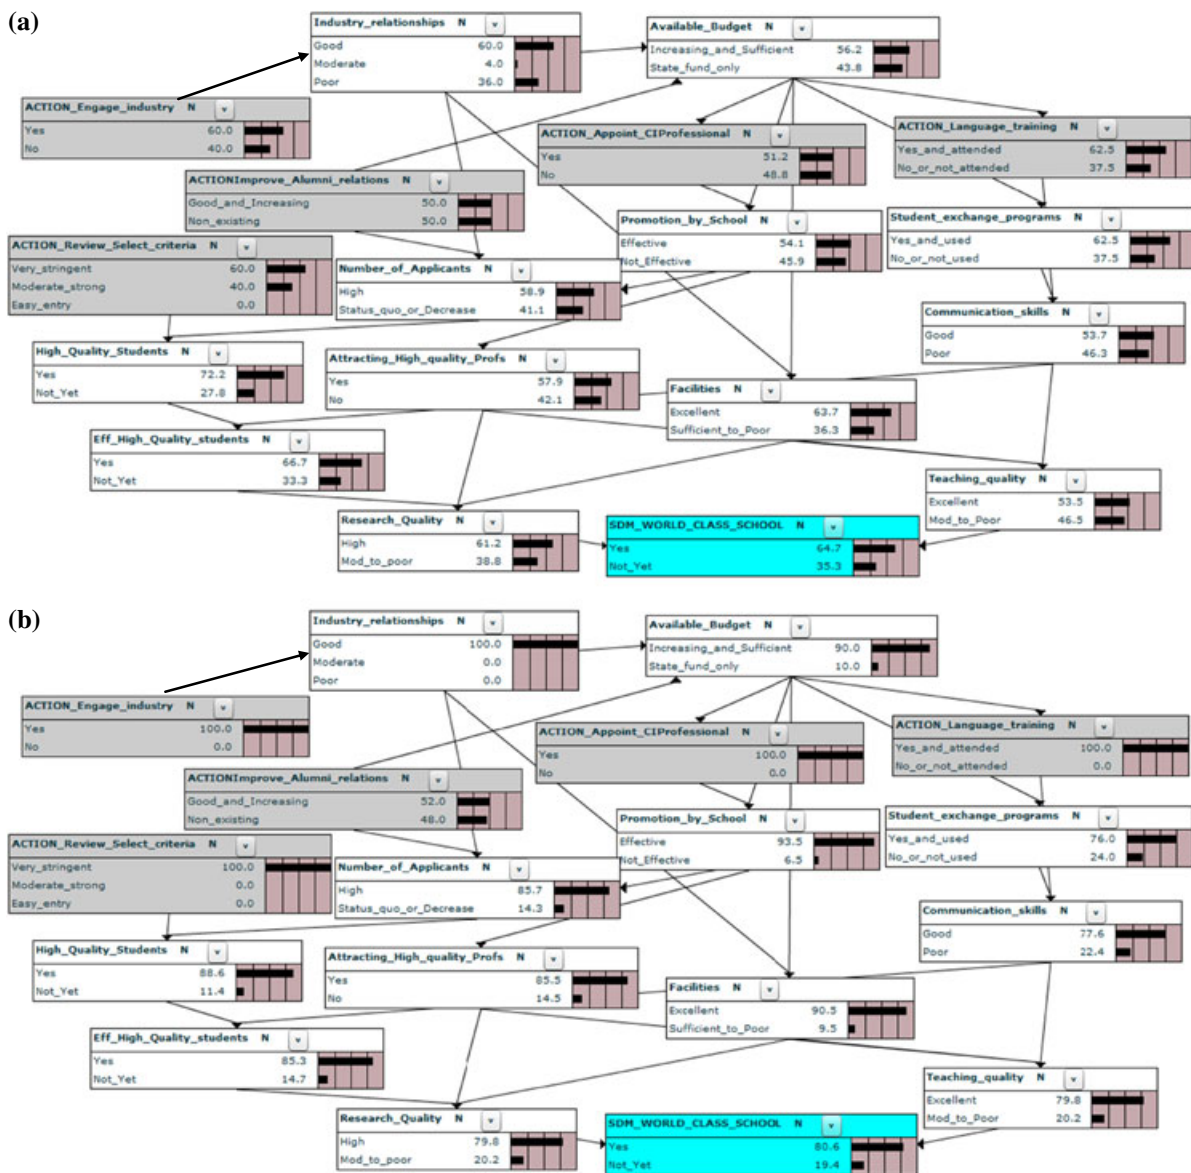 (a)
Industry_relationships N v
Good 60.0
Moderate 4.0
Poor 36.0
Available_Budget N v
Increasing_and_Sufficient 56.2
State_fund_only 43.8
ACTION_Engage_industry N v
Yes 60.0
No 40.0
ACTION_Appoint_CIProfessional N v
Yes 51.2
No 48.8
ACTION_Language_training N v
Yes_and_attended 62.5
No_or_not_attended 37.5
ACTIONImprove_Alumni_relations N v
Good_and_Increasing 50.0
Non_existing 50.0
Promotion_by_School N v
Effective 54.1
Not_Effective 45.9
Student_exchange_programs N v
Yes_and_used 62.5
No_or_not_used 37.5
ACTION_Review_Select_criteria N v
Very_stringent 60.0
Moderate_strong 40.0
Easy_entry 0.0
Number_of_Applicants N v
High 58.9
Status_quo_or_Decrease 41.1
Communication_skills N v
Good 53.7
Poor 46.3
High_Quality_Students N v
Yes 72.2
Not_Yet 27.8
Attracting_High_quality_Profs N v
Yes 57.9
No 42.1
Facilities N v
Excellent 63.7
Sufficient_to_Poor 36.3
Eff_High_Quality_students N v
Yes 66.7
Not_Yet 33.3
Teaching_quality N v
Excellent 53.5
Mod_to_Poor 46.5
Research_Quality N v
High 61.2
Mod_to_poor 38.8
SDM_WORLD_CLASS_SCHOOL N v
Yes 64.7
Not_Yet 35.3
(b)
Industry_relationships N v
Good 100.0
Moderate 0.0
Poor 0.0
Available_Budget N v
Increasing_and_Sufficient 90.0
State_fund_only 10.0
ACTION_Engage_industry N v
Yes 100.0
No 0.0
ACTION_Appoint_CIProfessional N v
Yes 100.0
No 0.0
ACTION_Language_training N v
Yes_and_attended 100.0
No_or_not_attended 0.0
ACTIONImprove_Alumni_relations N v
Good_and_Increasing 52.0
Non_existing 48.0
Promotion_by_School N v
Effective 93.5
Not_Effective 6.5
Student_exchange_programs N v
Yes_and_used 76.0
No_or_not_used 24.0
ACTION_Review_Select_criteria N v
Very_stringent 100.0
Moderate_strong 0.0
Easy_entry 0.0
Number_of_Applicants N v
High 85.7
Status_quo_or_Decrease 14.3
Communication_skills N v
Good 77.6
Poor 22.4
High_Quality_Students N v
Yes 88.6
Not_Yet 11.4
Attracting_High_quality_Profs N v
Yes 85.5
No 14.5
Facilities N v
Excellent 90.5
Sufficient_to_Poor 9.5
Eff_High_Quality_students N v
Yes 85.3
Not_Yet 14.7
Teaching_quality N v
Excellent 79.8
Mod_to_Poor 20.2
Research_Quality N v
High 79.8
Mod_to_poor 20.2
SDM_WORLD_CLASS_SCHOOL N v
Yes 80.6
Not_Yet 19.4